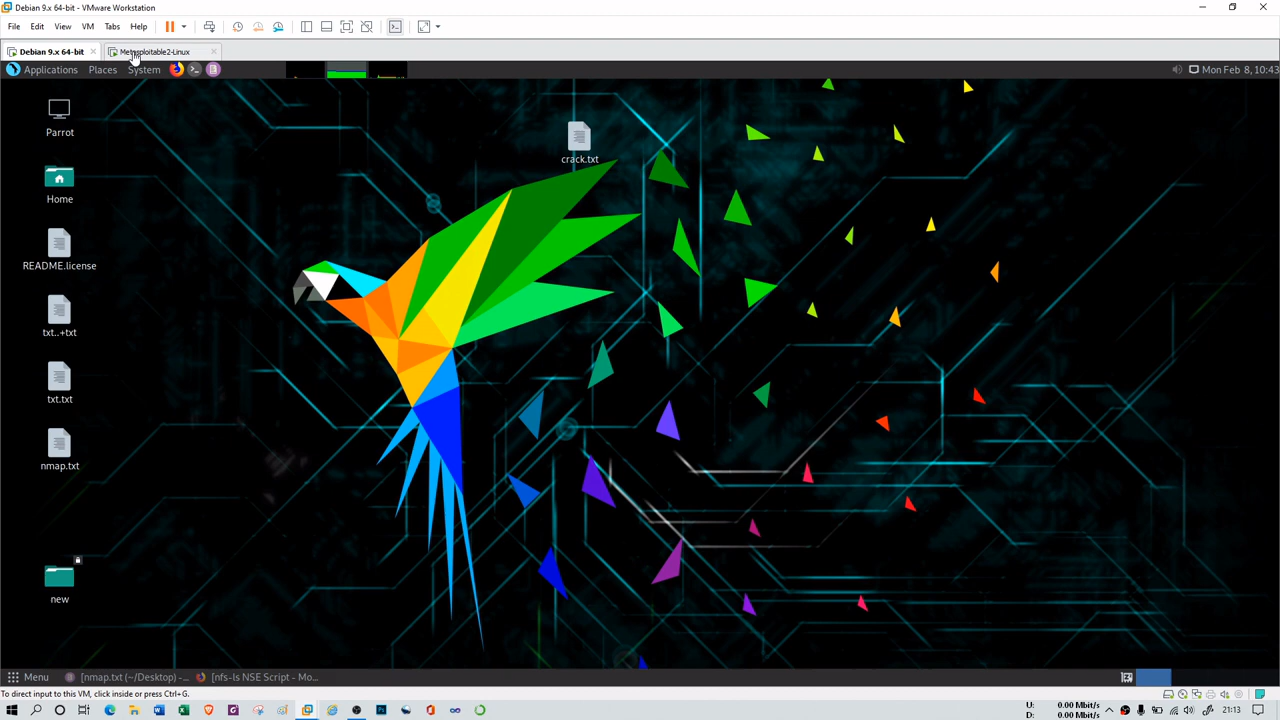 Debian 9.x 64-bit - VMware Workstation
File Edit View VM Tabs Help
Debian 9.x 64-bit Metasploitable2-Linux
Applications Places System Mon Feb 8, 10:43
Parrot
crack.txt
Home
README.license
txt..+txt
txt.txt
nmap.txt
new
Menu [nmap.txt (~/Desktop) -... [nfs-ls NSE Script - Mo...
To direct input to this VM, click inside or press Ctrl+G.
U: 0.00 Mbit/s
D: 0.00 Mbit/s
21:13